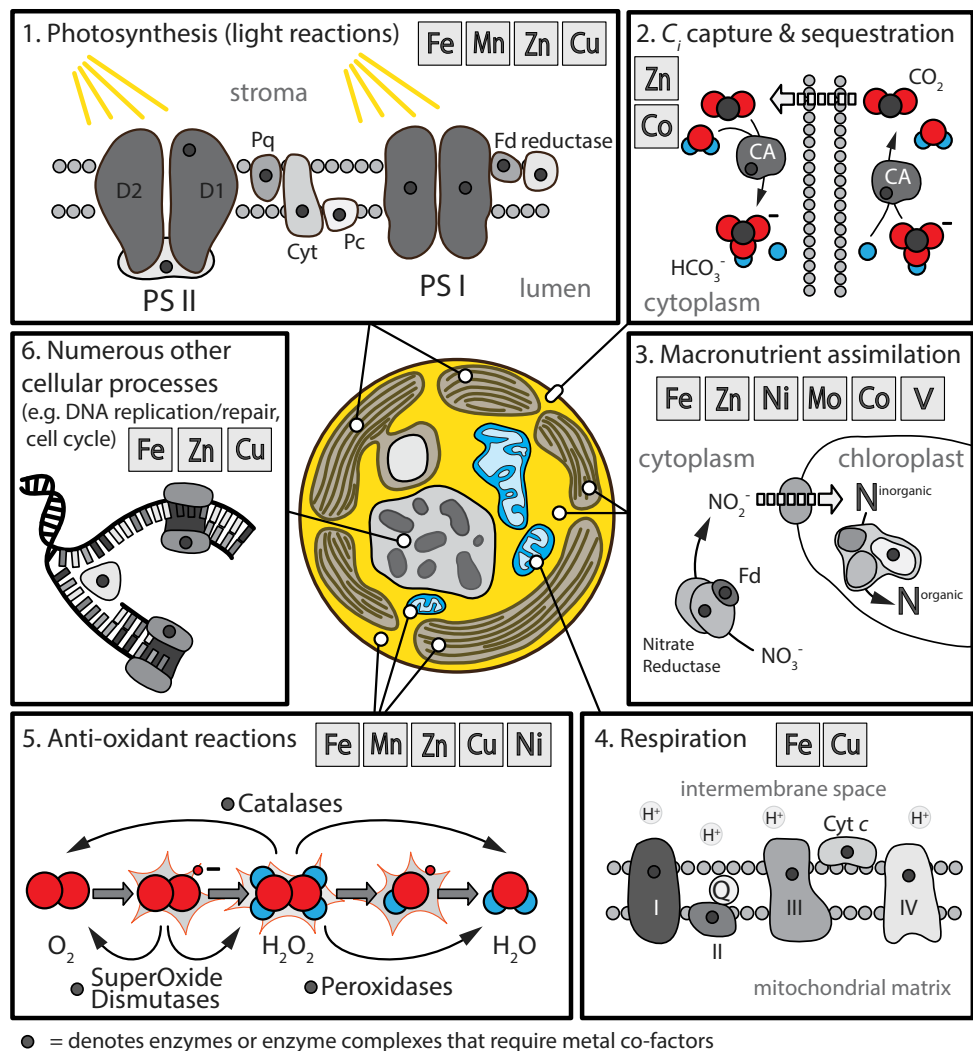 1. Photosynthesis (light reactions)
Fe Mn Zn Cu
stroma
Pq
Fd reductase
D2 D1
Cyt
Pc
PS II
PS I
lumen
2. Ci capture & sequestration
Zn
Co
CO2
CA
CA
-
-
HCO3-
cytoplasm
3. Macronutrient assimilation
Fe Zn Ni Mo Co V
cytoplasm
chloroplast
NO2-
N inorganic
Fd
N organic
Nitrate
Reductase
NO3-
6. Numerous other
cellular processes
(e.g. DNA replication/repair,
cell cycle)
Fe Zn Cu
5. Anti-oxidant reactions
Fe Mn Zn Cu Ni
Catalases
-
O2
H2O2
H2O
SuperOxide
Dismutases
Peroxidases
4. Respiration
Fe Cu
intermembrane space
H+
H+
H+
Cyt c
H+
Q
I
II
III
IV
mitochondrial matrix
= denotes enzymes or enzyme complexes that require metal co-factors